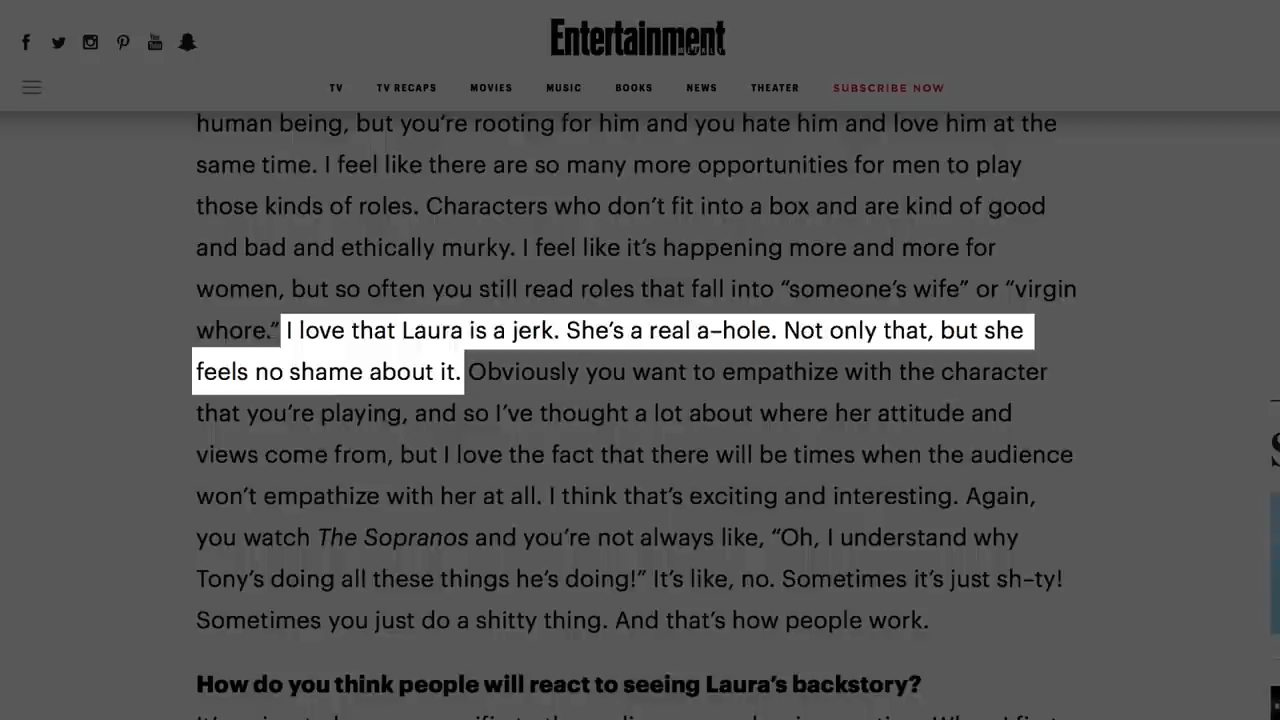 Entertainment
WEEKLY
TV TV RECAPS MOVIES MUSIC BOOKS NEWS THEATER SUBSCRIBE NOW
human being, but you’re rooting for him and you hate him and love him at the
same time. I feel like there are so many more opportunities for men to play
those kinds of roles. Characters who don’t fit into a box and are kind of good
and bad and ethically murky. I feel like it’s happening more and more for
women, but so often you still read roles that fall into “someone’s wife” or “virgin
whore.” I love that Laura is a jerk. She’s a real a–hole. Not only that, but she
feels no shame about it. Obviously you want to empathize with the character
that you’re playing, and so I’ve thought a lot about where her attitude and
views come from, but I love the fact that there will be times when the audience
won’t empathize with her at all. I think that’s exciting and interesting. Again,
you watch The Sopranos and you’re not always like, “Oh, I understand why
Tony’s doing all these things he’s doing!” It’s like, no. Sometimes it’s just sh–ty!
Sometimes you just do a shitty thing. And that’s how people work.
How do you think people will react to seeing Laura’s backstory?